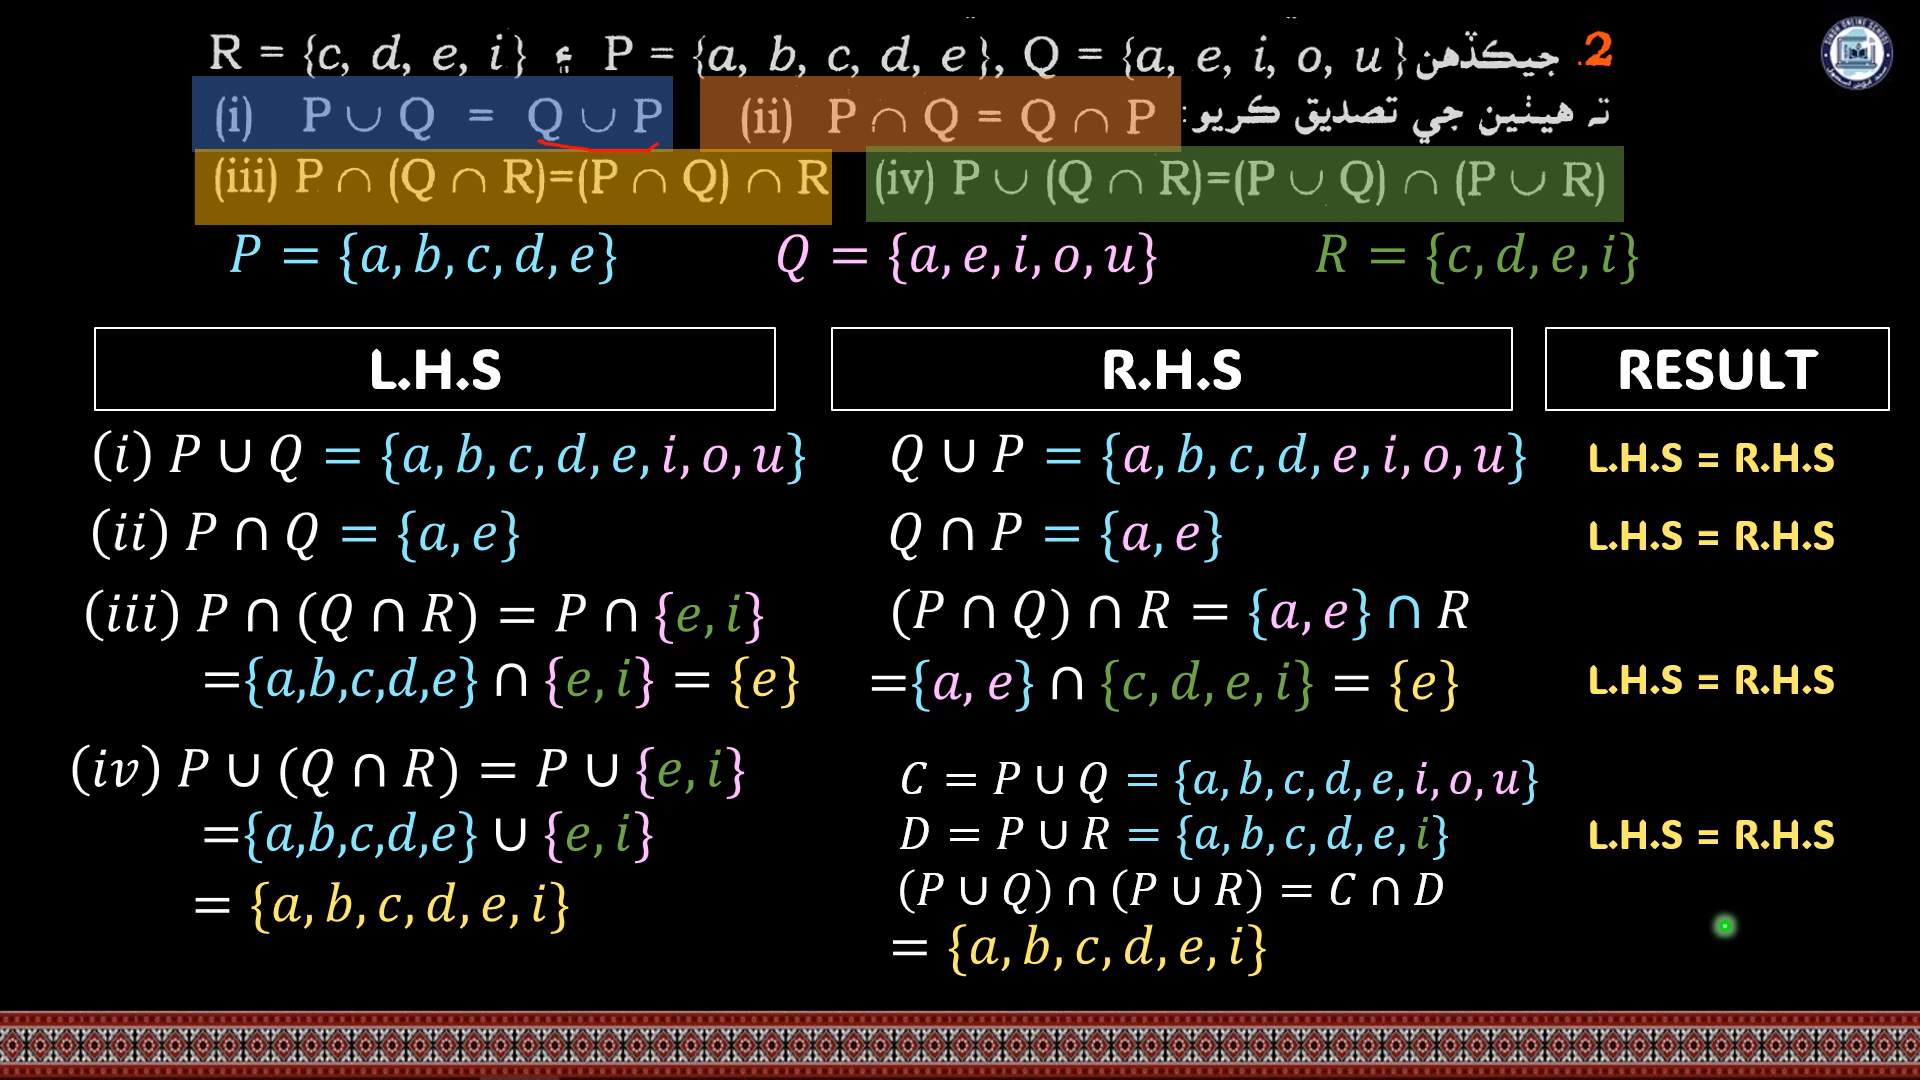 2. جيڪڏهن P = {a, b, c, d, e}, Q = {a, e, i, o, u} ۽ R = {c, d, e, i}
ته هيٺين جي تصديق ڪريو:
(i) P ∪ Q = Q ∪ P (ii) P ∩ Q = Q ∩ P
(iii) P ∩ (Q ∩ R)=(P ∩ Q) ∩ R (iv) P ∪ (Q ∩ R)=(P ∪ Q) ∩ (P ∪ R)
P = {a, b, c, d, e} Q = {a, e, i, o, u} R = {c, d, e, i}
L.H.S R.H.S RESULT
(i) P ∪ Q = {a, b, c, d, e, i, o, u} Q ∪ P = {a, b, c, d, e, i, o, u} L.H.S = R.H.S
(ii) P ∩ Q = {a, e} Q ∩ P = {a, e} L.H.S = R.H.S
(iii) P ∩ (Q ∩ R) = P ∩ {e, i} (P ∩ Q) ∩ R = {a, e} ∩ R
={a,b,c,d,e} ∩ {e, i} = {e} ={a, e} ∩ {c, d, e, i} = {e} L.H.S = R.H.S
(iv) P ∪ (Q ∩ R) = P ∪ {e, i} C = P ∪ Q = {a, b, c, d, e, i, o, u}
={a,b,c,d,e} ∪ {e, i} D = P ∪ R = {a, b, c, d, e, i} L.H.S = R.H.S
= {a, b, c, d, e, i} (P ∪ Q) ∩ (P ∪ R) = C ∩ D
= {a, b, c, d, e, i}